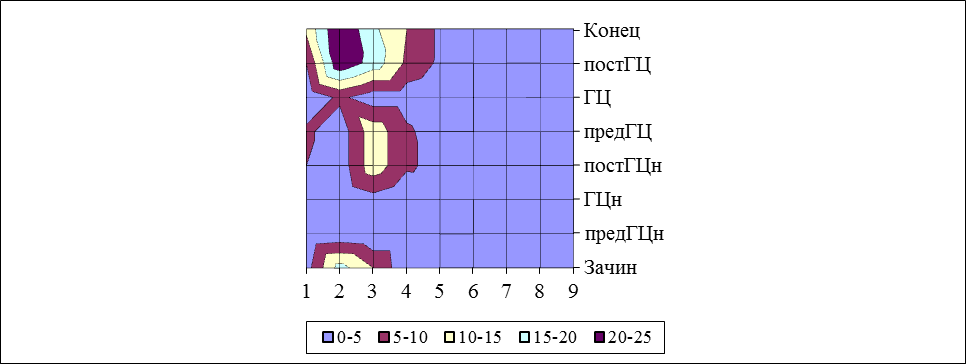 Конец
постГЦ
ГЦ
предГЦ
постГЦн
ГЦн
предГЦн
Зачин
1 2 3 4 5 6 7 8 9
0-5 5-10 10-15 15-20 20-25